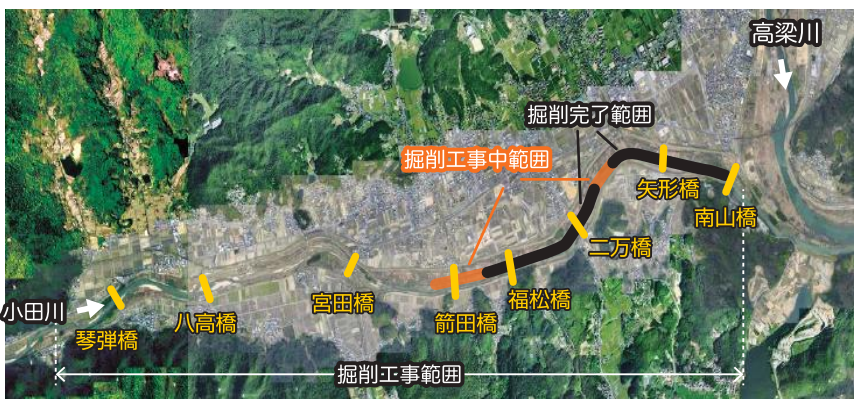 高梁川
掘削完了範囲
掘削工事中範囲
矢形橋
南山橋
二万橋
宮田橋
福松橋
箭田橋
小田川
八高橋
琴弾橋
掘削工事範囲